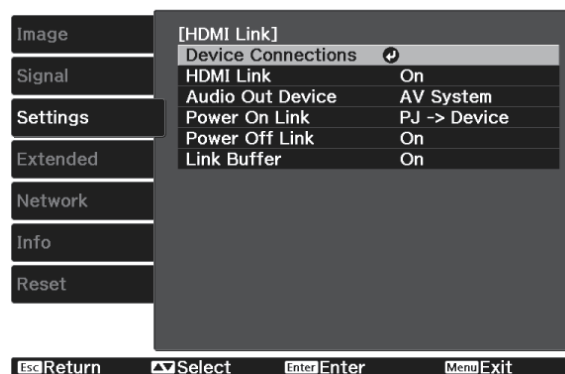 Image
Signal
Settings
Extended
Network
Info
Reset
[HDMI Link]
Device Connections
HDMI Link On
Audio Out Device AV System
Power On Link PJ -> Device
Power Off Link On
Link Buffer On
Esc Return Select Enter Enter Menu Exit